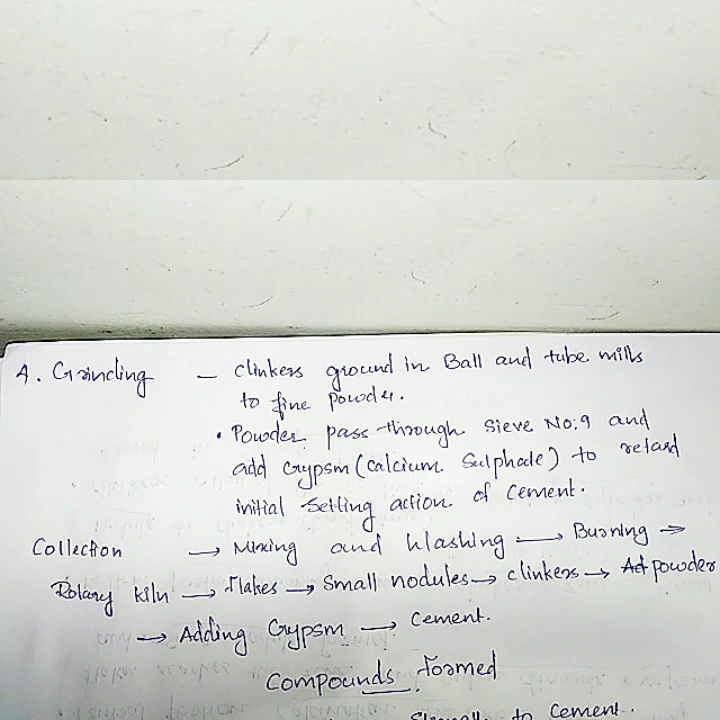 4. Grinding – clinkers ground in Ball and tube mills
to fine powder.
• Powder pass through Sieve No:9 and
add Gypsm (calcium Sulphate) to retard
initial setting action of cement.
Collection → Mixing and Washing → Burning →
Rotary kiln → Flakes → Small nodules → clinkers → powder
→ Adding Gypsm → cement.
Compounds formed
to cement.